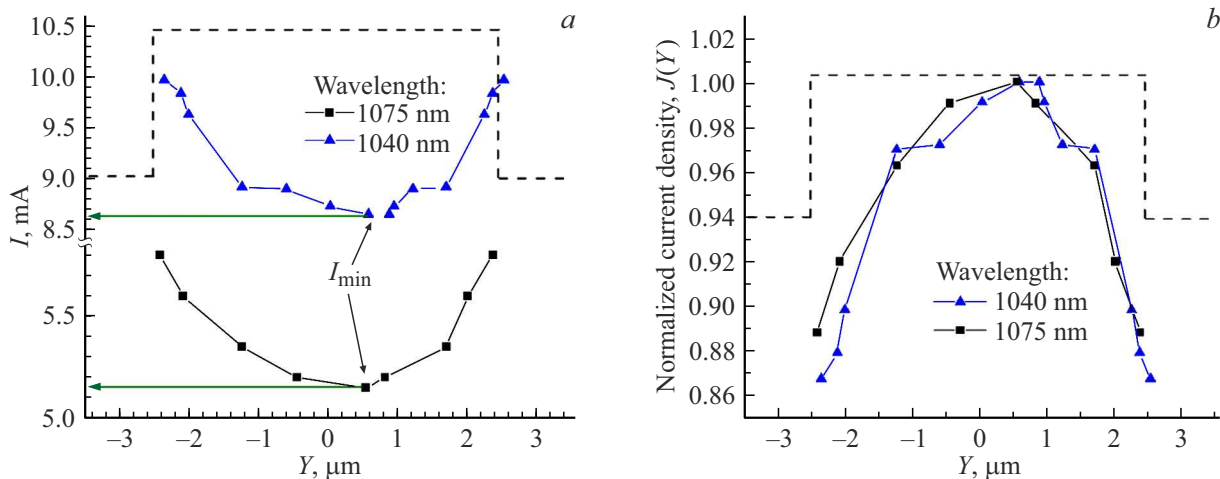 a
10.5
10.0
9.5
9.0
8.5
5.5
5.0
I, mA
Wavelength:
1075 nm
1040 nm
I min
–3 –2 –1 0 1 2 3
Y, μm
b
1.02
1.00
0.98
0.96
0.94
0.92
0.90
0.88
0.86
Normalized current density, J(Y)
Wavelength:
1040 nm
1075 nm
–3 –2 –1 0 1 2 3
Y, μm